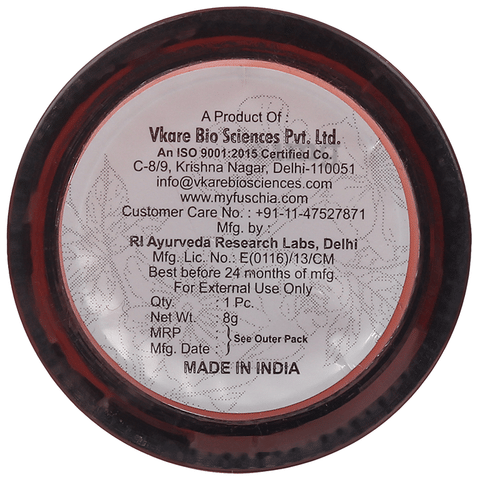 A Product Of :
Vkare Bio Sciences Pvt. Ltd.
An ISO 9001:2015 Certified Co.
C-8/9, Krishna Nagar, Delhi-110051
info@vkarebiosciences.com
www.myfuschia.com
Customer Care No. : +91-11-47527871
Mfg. by :
RI Ayurveda Research Labs, Delhi
Mfg. Lic. No.: E(0116)/13/CM
Best before 24 months of mfg.
For External Use Only
Qty. : 1 Pc.
Net Wt. : 8g
MRP :
Mfg. Date : } See Outer Pack
MADE IN INDIA